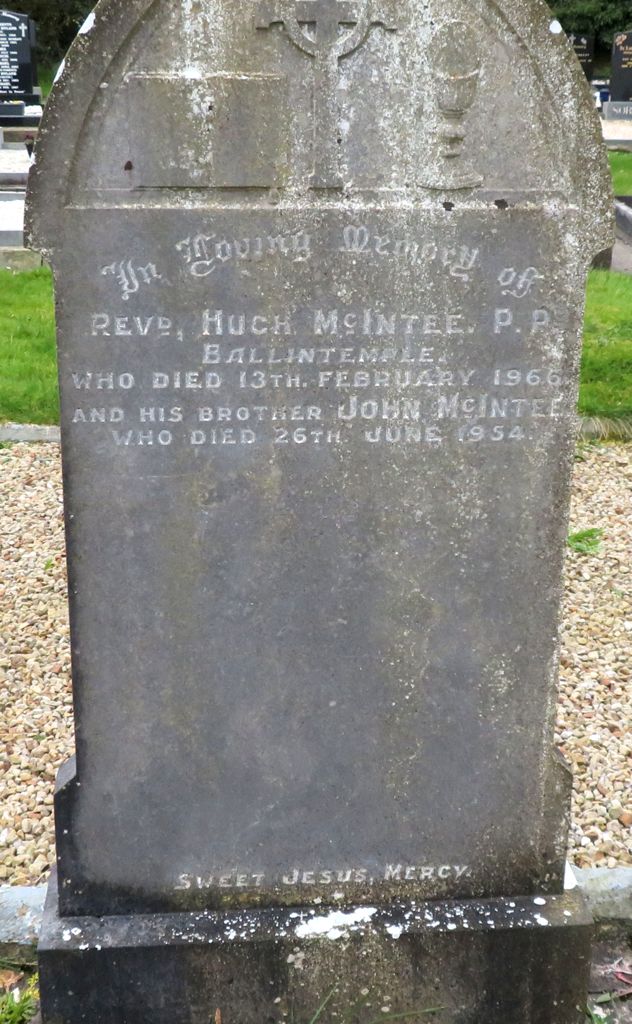 In Loving Memory of
REVD, HUGH McINTEE. P.P.
BALLINTEMPLE.
WHO DIED 13TH. FEBRUARY 1966
AND HIS BROTHER JOHN McINTEE
WHO DIED 26TH JUNE 1954.
SWEET JESUS, MERCY.